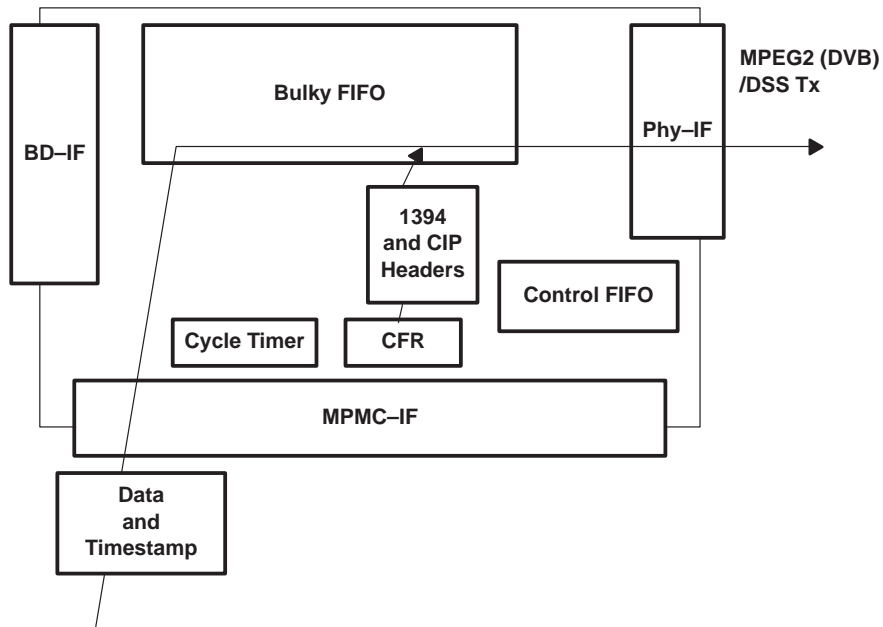 MPEG2 (DVB)
/DSS Tx
Bulky FIFO
Phy–IF
BD–IF
1394
and CIP
Headers
Control FIFO
Cycle Timer
CFR
MPMC–IF
Data
and
Timestamp